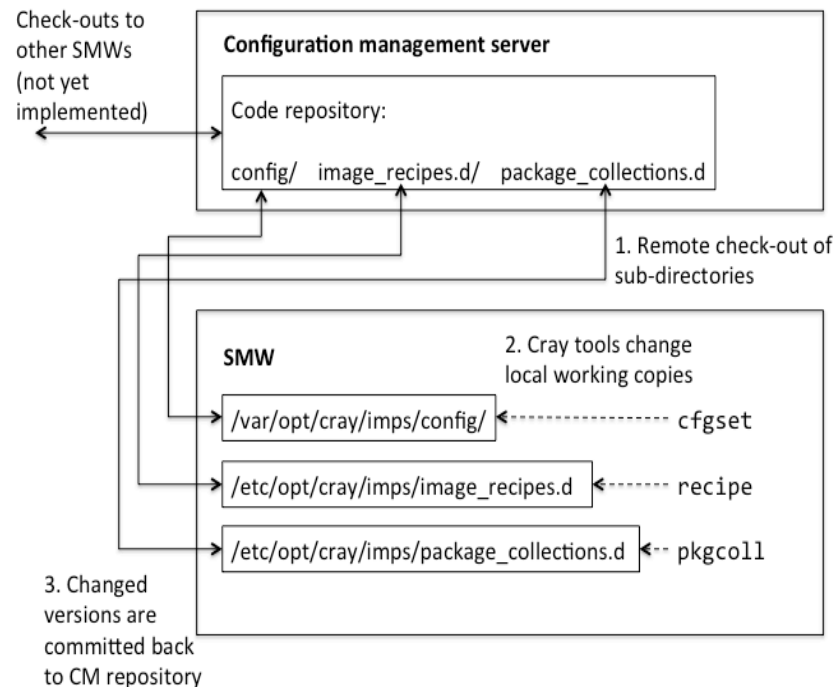 Check-outs to
other SMWs
(not yet
implemented)
Configuration management server
Code repository:
config/ image_recipes.d/ package_collections.d
1. Remote check-out of
sub-directories
SMW
2. Cray tools change
local working copies
/var/opt/cray/imps/config/ cfgset
/etc/opt/cray/imps/image_recipes.d recipe
/etc/opt/cray/imps/package_collections.d pkgcoll
3. Changed
versions are
committed back
to CM repository